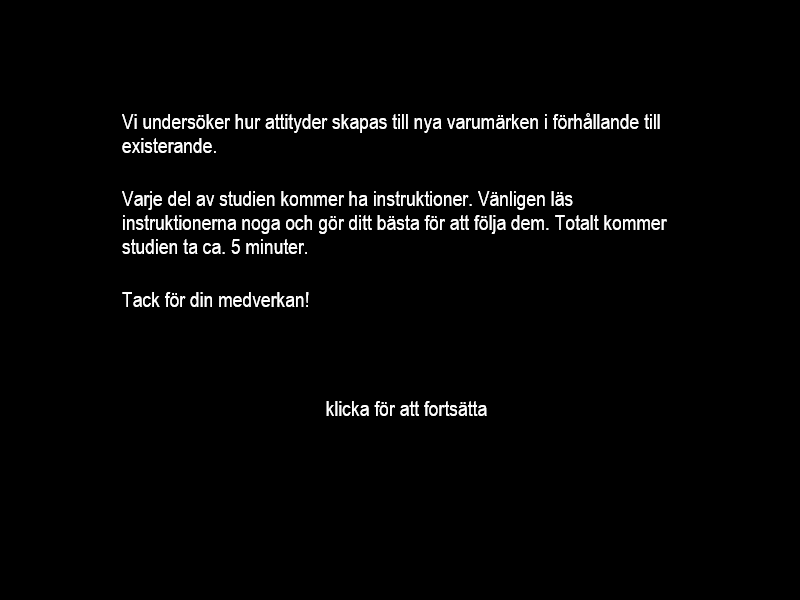 Vi undersöker hur attityder skapas till nya varumärken i förhållande till
existerande.
Varje del av studien kommer ha instruktioner. Vänligen läs
instruktionerna noga och gör ditt bästa för att följa dem. Totalt kommer
studien ta ca. 5 minuter.
Tack för din medverkan!
klicka för att fortsätta